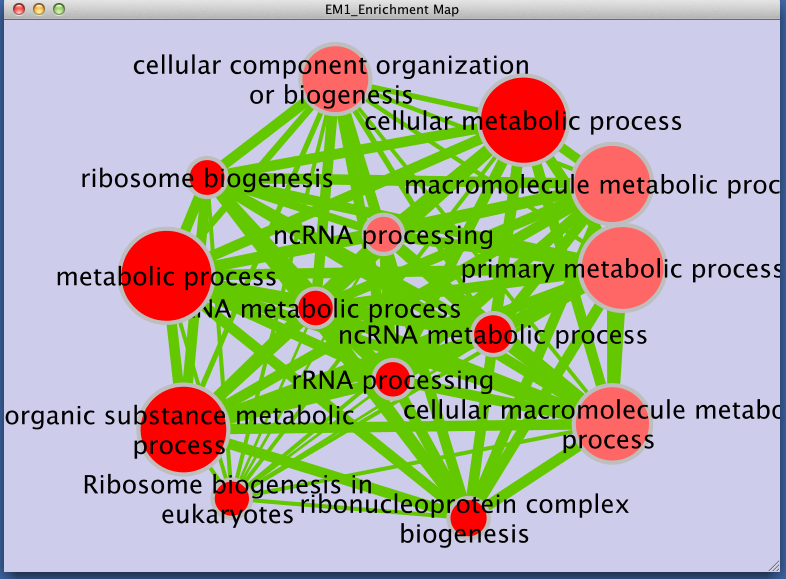 EM1_Enrichment Map
cellular component organization
or biogenesis
cellular metabolic process
ribosome biogenesis
macromolecule metabolic proc
ncRNA processing
primary metabolic process
metabolic process
metabolic process
ncRNA metabolic process
rRNA processing
organic substance metabolic
process
cellular macromolecule metabo
process
Ribosome biogenesis in
eukaryotes
ribonucleoprotein complex
biogenesis